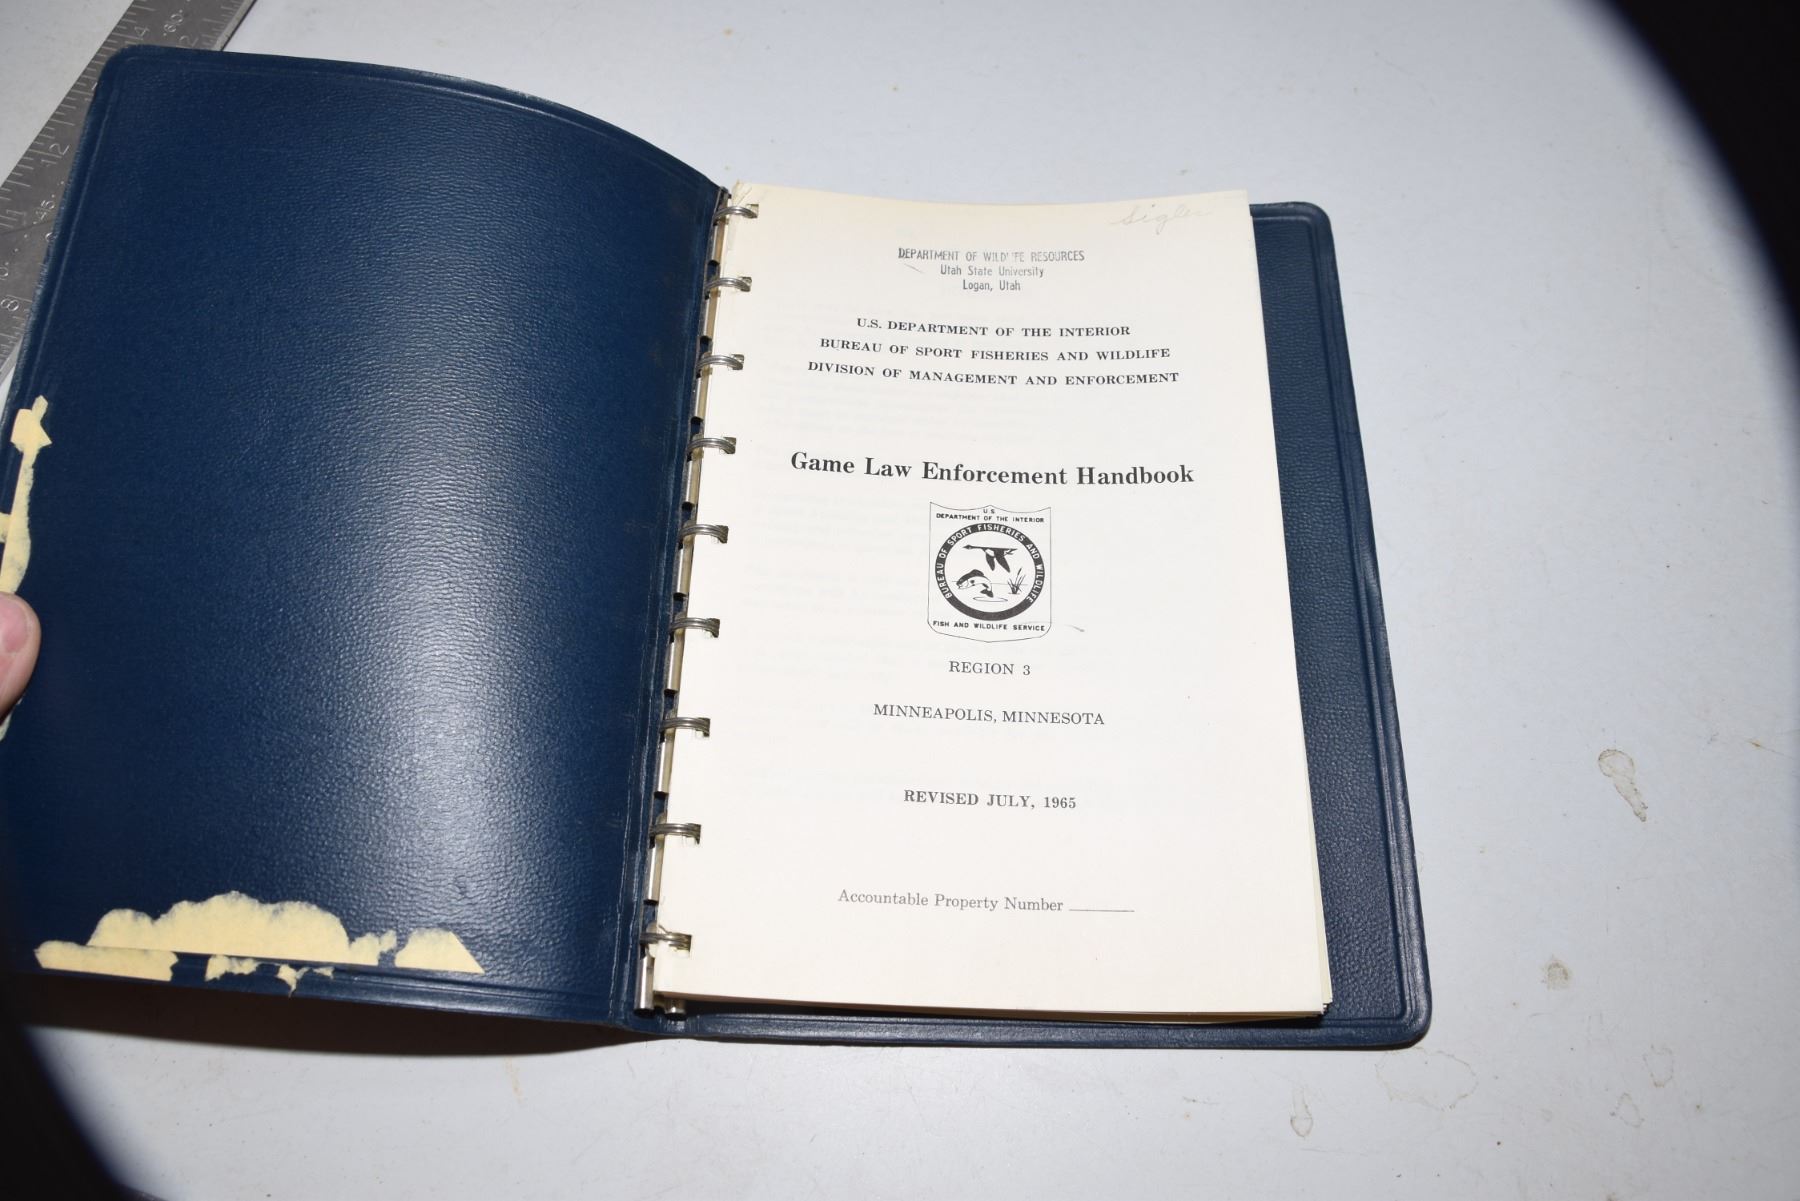 Sigler
DEPARTMENT OF WILDLIFE RESOURCES
Utah State University
Logan, Utah
U.S. DEPARTMENT OF THE INTERIOR
BUREAU OF SPORT FISHERIES AND WILDLIFE
DIVISION OF MANAGEMENT AND ENFORCEMENT
Game Law Enforcement Handbook
U.S.
DEPARTMENT OF THE INTERIOR
BUREAU OF SPORT FISHERIES AND WILDLIFE
FISH AND WILDLIFE SERVICE
REGION 3
MINNEAPOLIS, MINNESOTA
REVISED JULY, 1965
Accountable Property Number ________